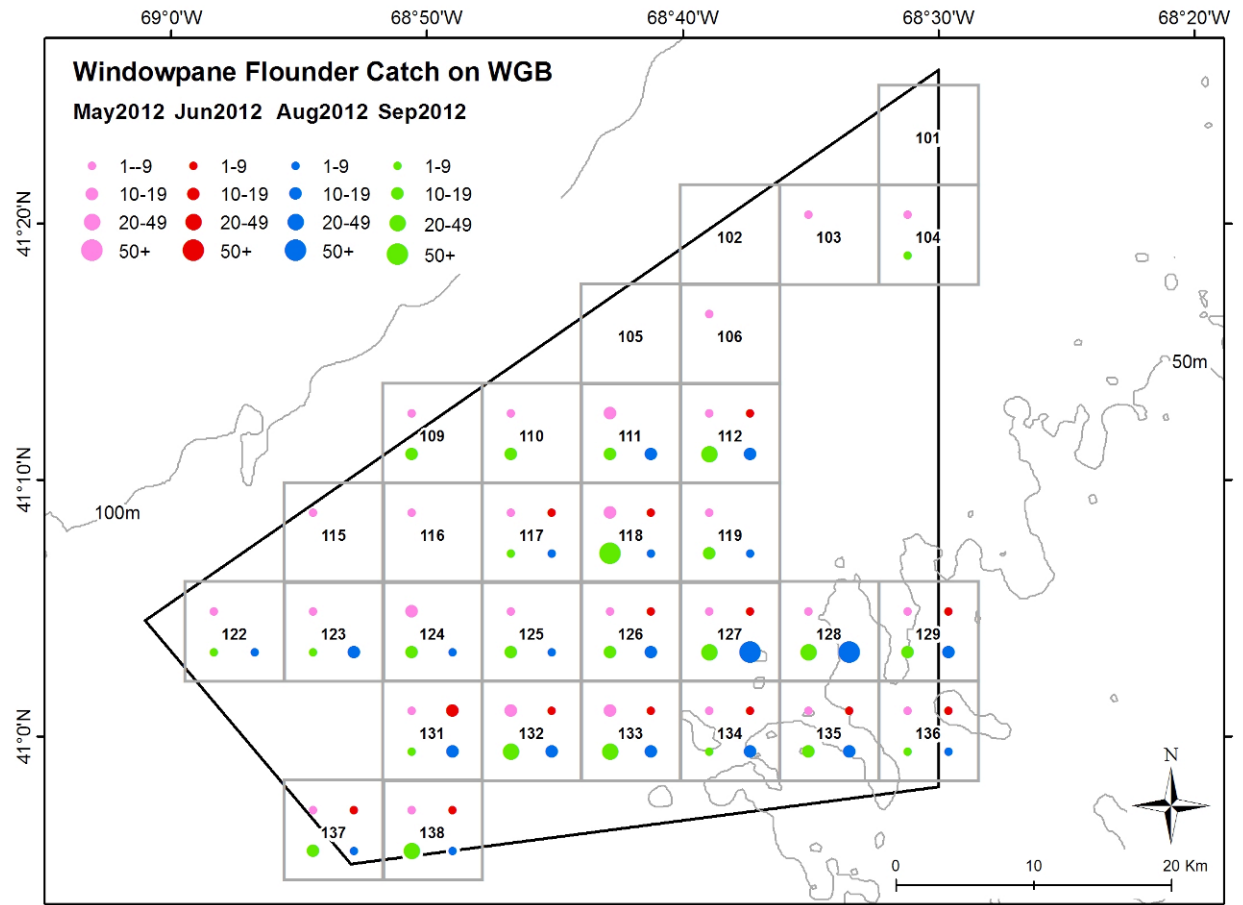 69°0'W 68°50'W 68°40'W 68°30'W 68°20'W
Windowpane Flounder Catch on WGB
May2012 Jun2012 Aug2012 Sep2012
1--9 1-9 1-9 1-9
10-19 10-19 10-19 10-19
20-49 20-49 20-49 20-49
50+ 50+ 50+ 50+
101
41°20'N
102 103 104
105 106
50m
109 110 111 112
41°10'N
100m
115 116 117 118 119
122 123 124 125 126 127 128 129
131 132 133 134 135 136
41°0'N
N
137 138
0 10 20 Km